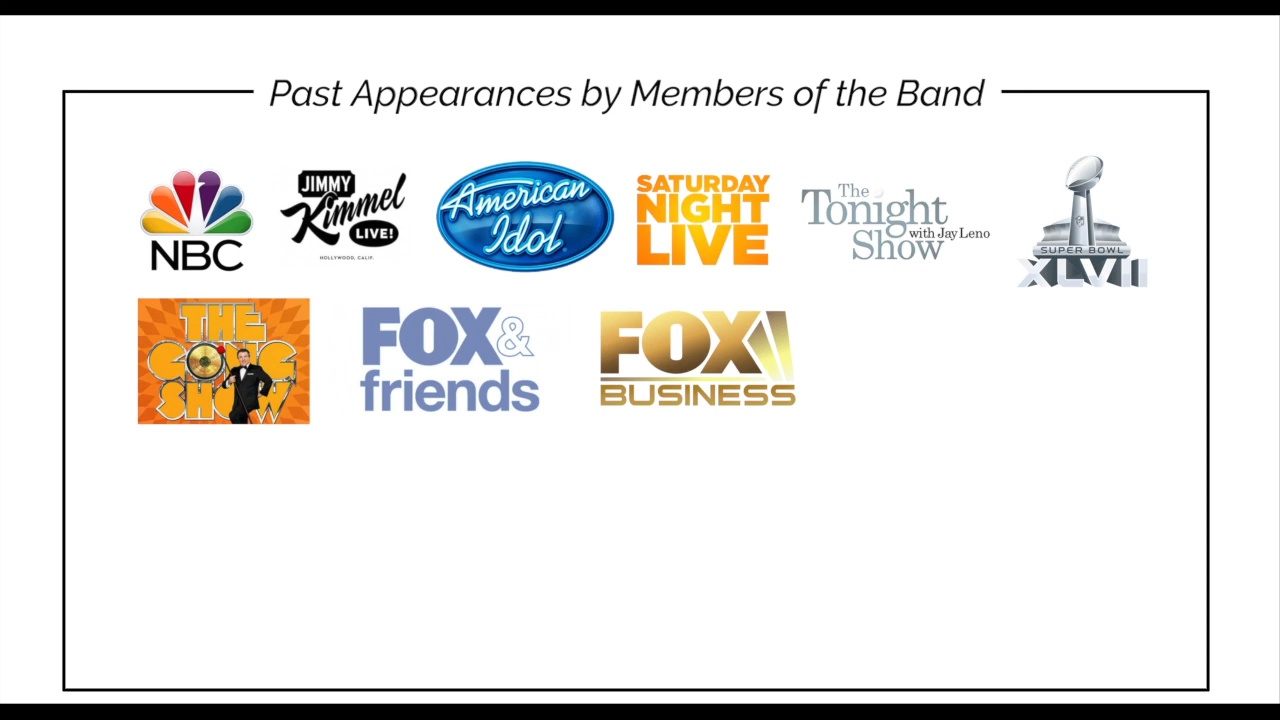 Past Appearances by Members of the Band
NBC
JIMMY
Kimmel
LIVE!
HOLLYWOOD, CALIF.
American
Idol
SATURDAY
NIGHT
LIVE
The
Tonight
with Jay Leno
Show
SUPER BOWL
XLVII
THE
GONG
SHOW
FOX&
friends
FOX
BUSINESS